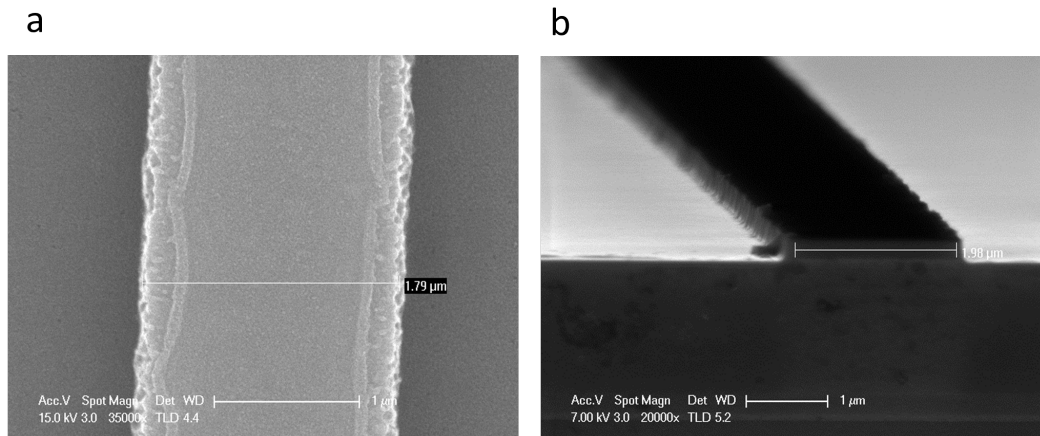 a
b
1.79 µm
1.98 µm
Acc.V Spot Magn Det WD 1 µm
15.0 kV 3.0 35000x TLD 4.4
Acc.V Spot Magn Det WD 1 µm
7.00 kV 3.0 20000x TLD 5.2